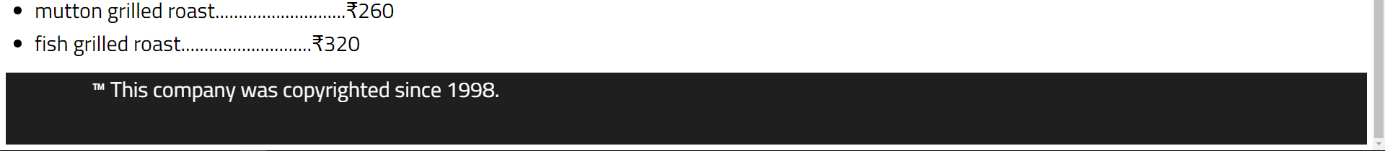 • mutton grilled roast............................₹260
• fish grilled roast............................₹320
™ This company was copyrighted since 1998.